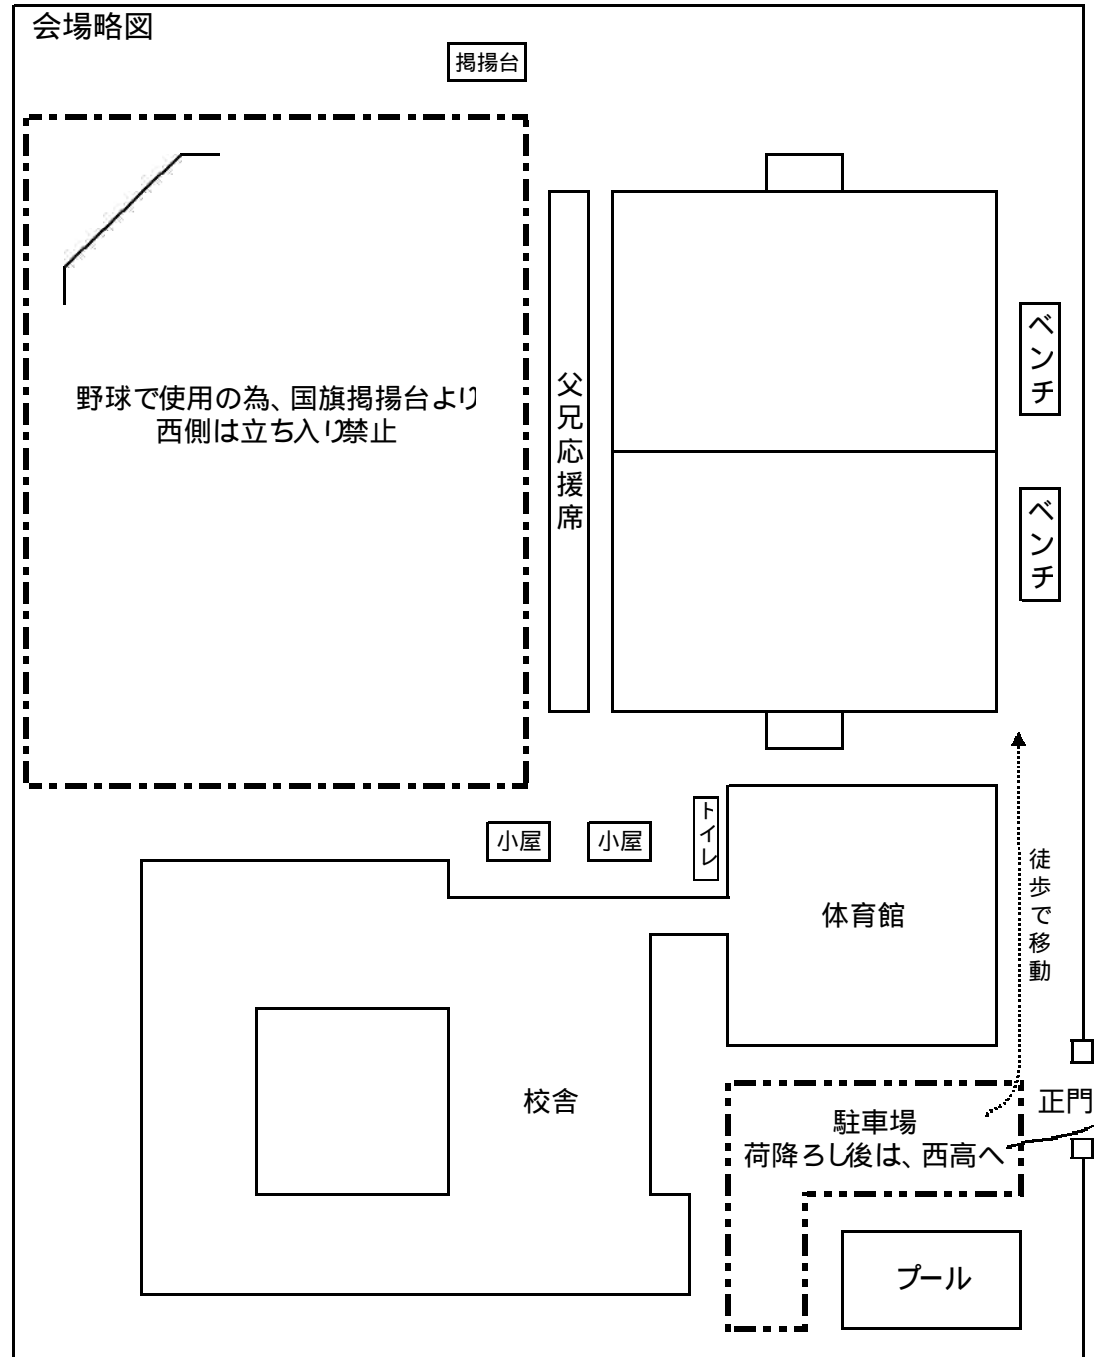 会場略図
掲揚台
野球で使用の為、国旗掲揚台より
西側は立ち入り禁止
父兄応援席
ベンチ
ベンチ
小屋
小屋
トイレ
体育館
徒歩で移動
校舎
駐車場
荷降ろし後は、西高へ
正門
プール